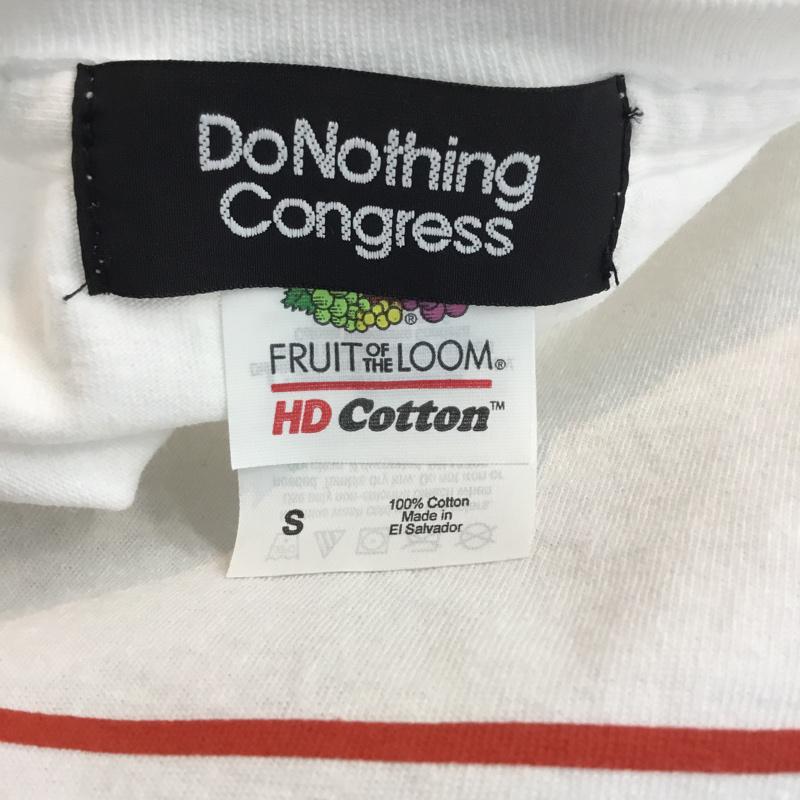 DoNothing
Congress
®
FRUIT OF THE LOOM®
HD Cotton™
S
100% Cotton
Made in
El Salvador